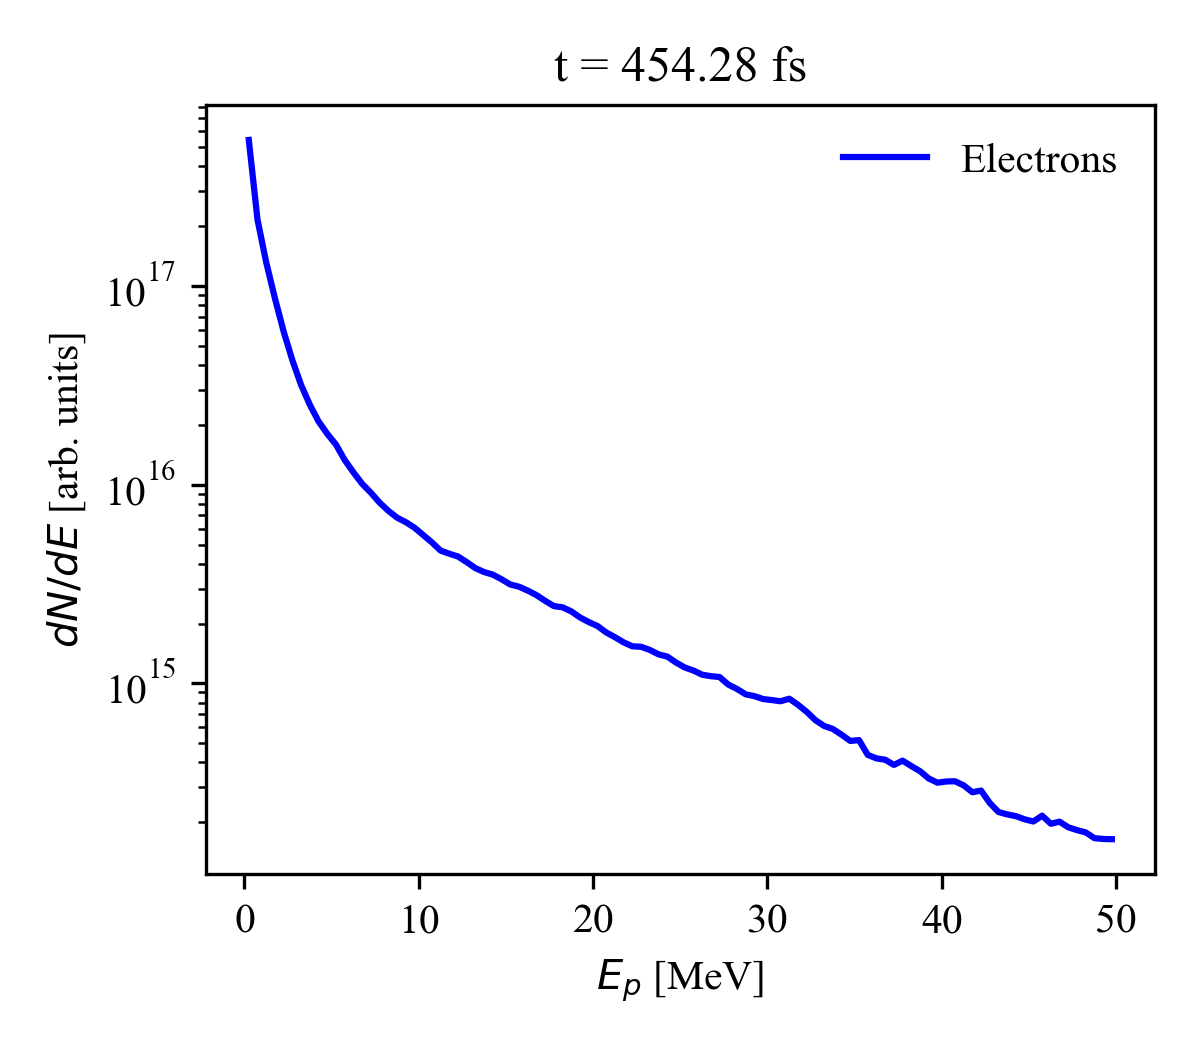 t = 454.28 fs
Electrons
10^17
10^16
10^15
dN/dE [arb. units]
0 10 20 30 40 50
E_p [MeV]